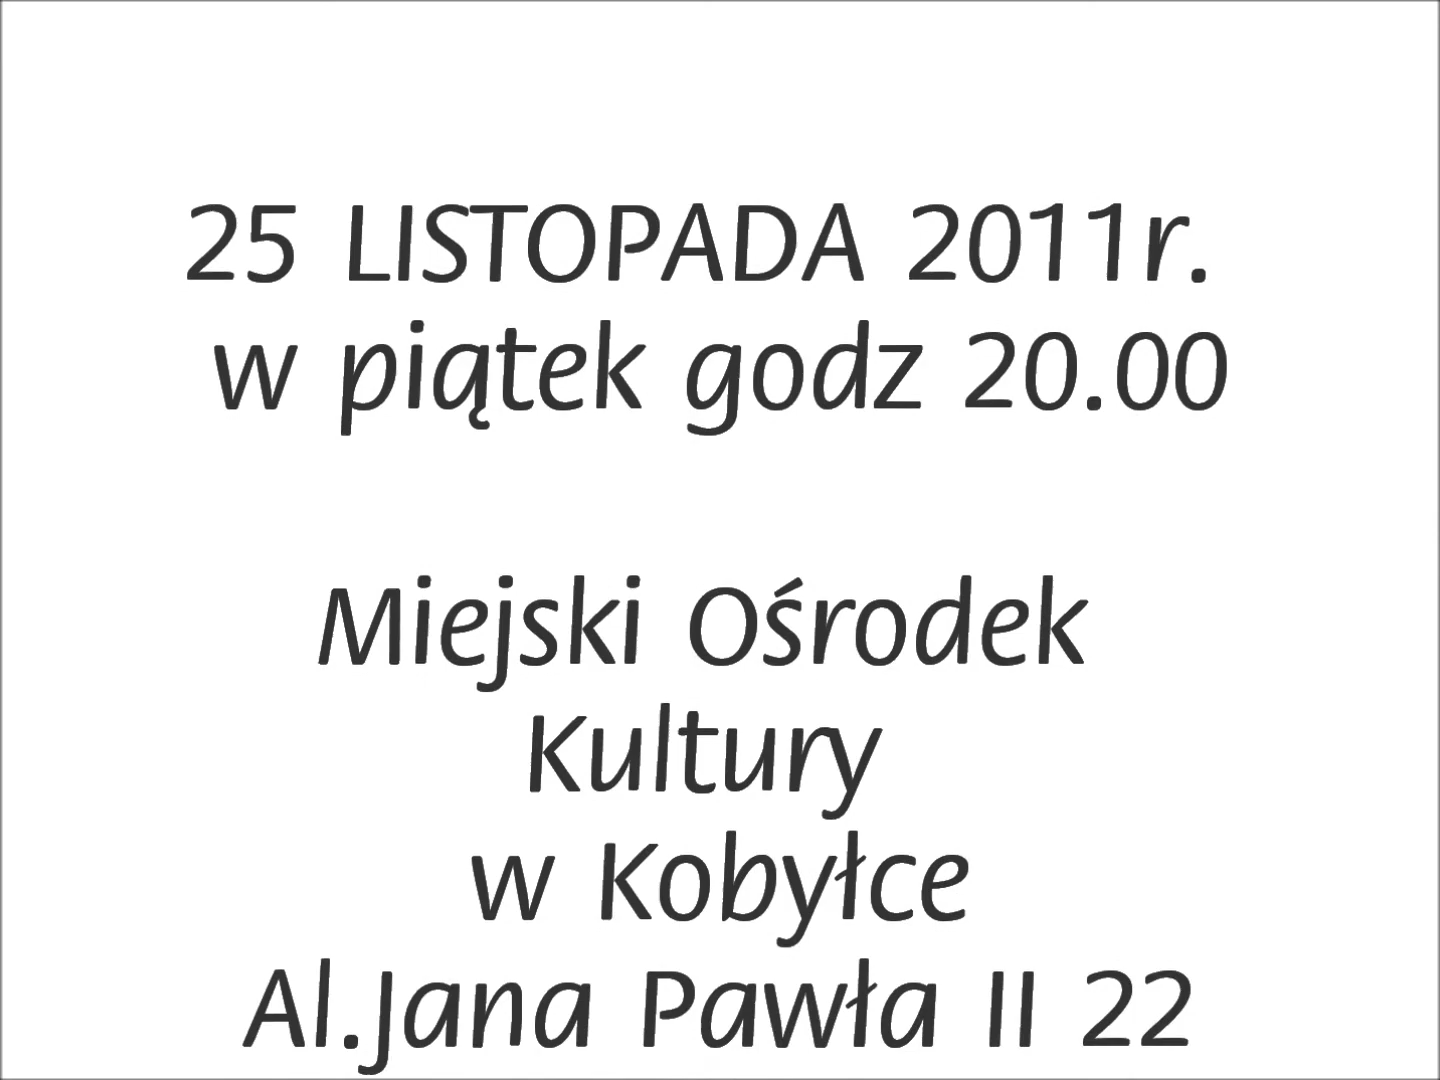 25 LISTOPADA 2011r.
w piątek godz 20.00
Miejski Ośrodek
Kultury
w Kobyłce
Al.Jana Pawła II 22